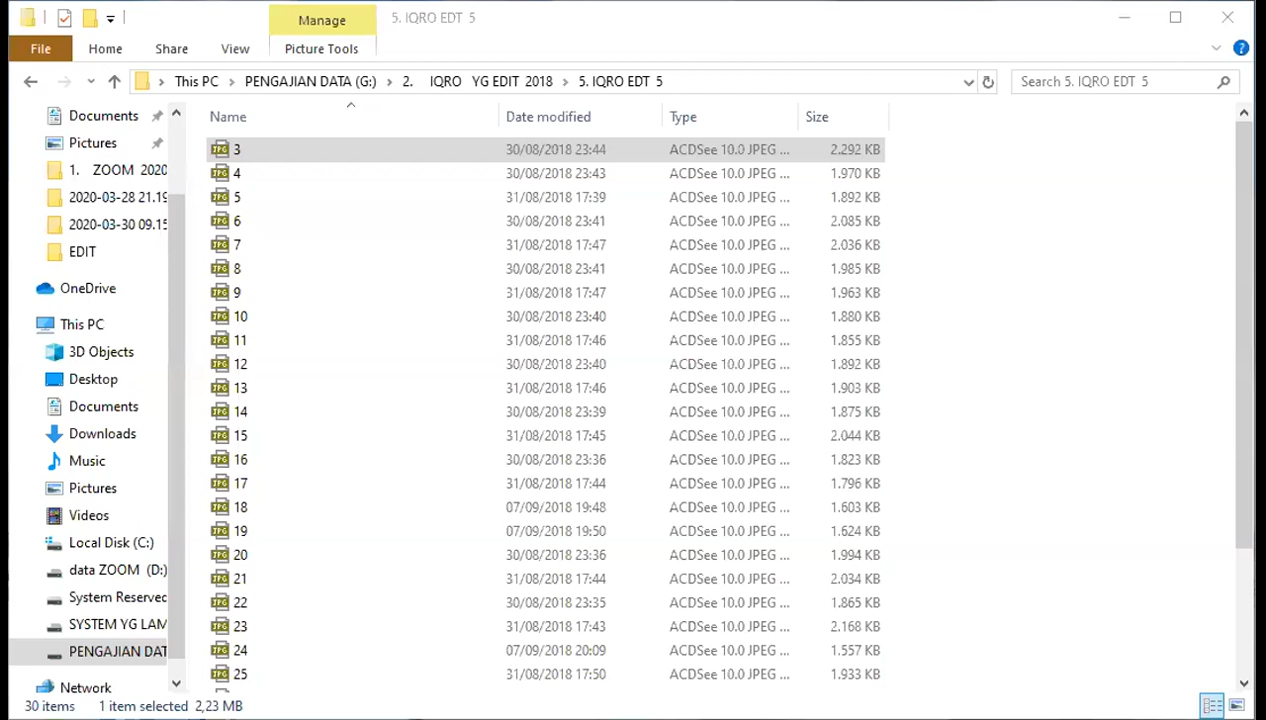 Manage
5. IQRO EDT 5
File
Home
Share
View
Picture Tools
This PC
PENGAJIAN DATA (G:)
2. IQRO YG EDIT 2018
5. IQRO EDT 5
Search 5. IQRO EDT 5
Documents
Pictures
1. ZOOM 2020
2020-03-28 21.19
2020-03-30 09.15
EDIT
OneDrive
This PC
3D Objects
Desktop
Documents
Downloads
Music
Pictures
Videos
Local Disk (C:)
data ZOOM (D:)
System Reserved
SYSTEM YG LAM
PENGAJIAN DAT
Network
Name Date modified Type Size
3 30/08/2018 23:44 ACDSee 10.0 JPEG ... 2.292 KB
4 30/08/2018 23:43 ACDSee 10.0 JPEG ... 1.970 KB
5 31/08/2018 17:39 ACDSee 10.0 JPEG ... 1.892 KB
6 30/08/2018 23:41 ACDSee 10.0 JPEG ... 2.085 KB
7 31/08/2018 17:47 ACDSee 10.0 JPEG ... 2.036 KB
8 30/08/2018 23:41 ACDSee 10.0 JPEG ... 1.985 KB
9 31/08/2018 17:47 ACDSee 10.0 JPEG ... 1.963 KB
10 30/08/2018 23:40 ACDSee 10.0 JPEG ... 1.880 KB
11 31/08/2018 17:46 ACDSee 10.0 JPEG ... 1.855 KB
12 30/08/2018 23:40 ACDSee 10.0 JPEG ... 1.892 KB
13 31/08/2018 17:46 ACDSee 10.0 JPEG ... 1.903 KB
14 30/08/2018 23:39 ACDSee 10.0 JPEG ... 1.875 KB
15 31/08/2018 17:45 ACDSee 10.0 JPEG ... 2.044 KB
16 30/08/2018 23:36 ACDSee 10.0 JPEG ... 1.823 KB
17 31/08/2018 17:44 ACDSee 10.0 JPEG ... 1.796 KB
18 07/09/2018 19:48 ACDSee 10.0 JPEG ... 1.603 KB
19 07/09/2018 19:50 ACDSee 10.0 JPEG ... 1.624 KB
20 30/08/2018 23:36 ACDSee 10.0 JPEG ... 1.994 KB
21 31/08/2018 17:44 ACDSee 10.0 JPEG ... 2.034 KB
22 30/08/2018 23:35 ACDSee 10.0 JPEG ... 1.865 KB
23 31/08/2018 17:43 ACDSee 10.0 JPEG ... 2.168 KB
24 07/09/2018 20:09 ACDSee 10.0 JPEG ... 1.557 KB
25 31/08/2018 17:50 ACDSee 10.0 JPEG ... 1.933 KB
30 items 1 item selected 2,23 MB